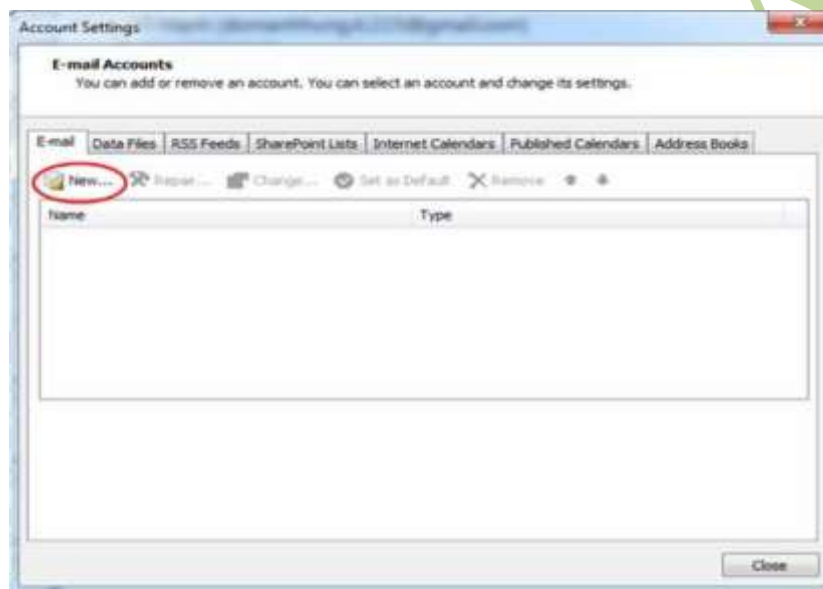 Account Settings
E-mail Accounts
You can add or remove an account. You can select an account and change its settings.
E-mail Data Files RSS Feeds SharePoint Lists Internet Calendars Published Calendars Address Books
New... Repair... Change... Set as Default Remove
Name Type
Close